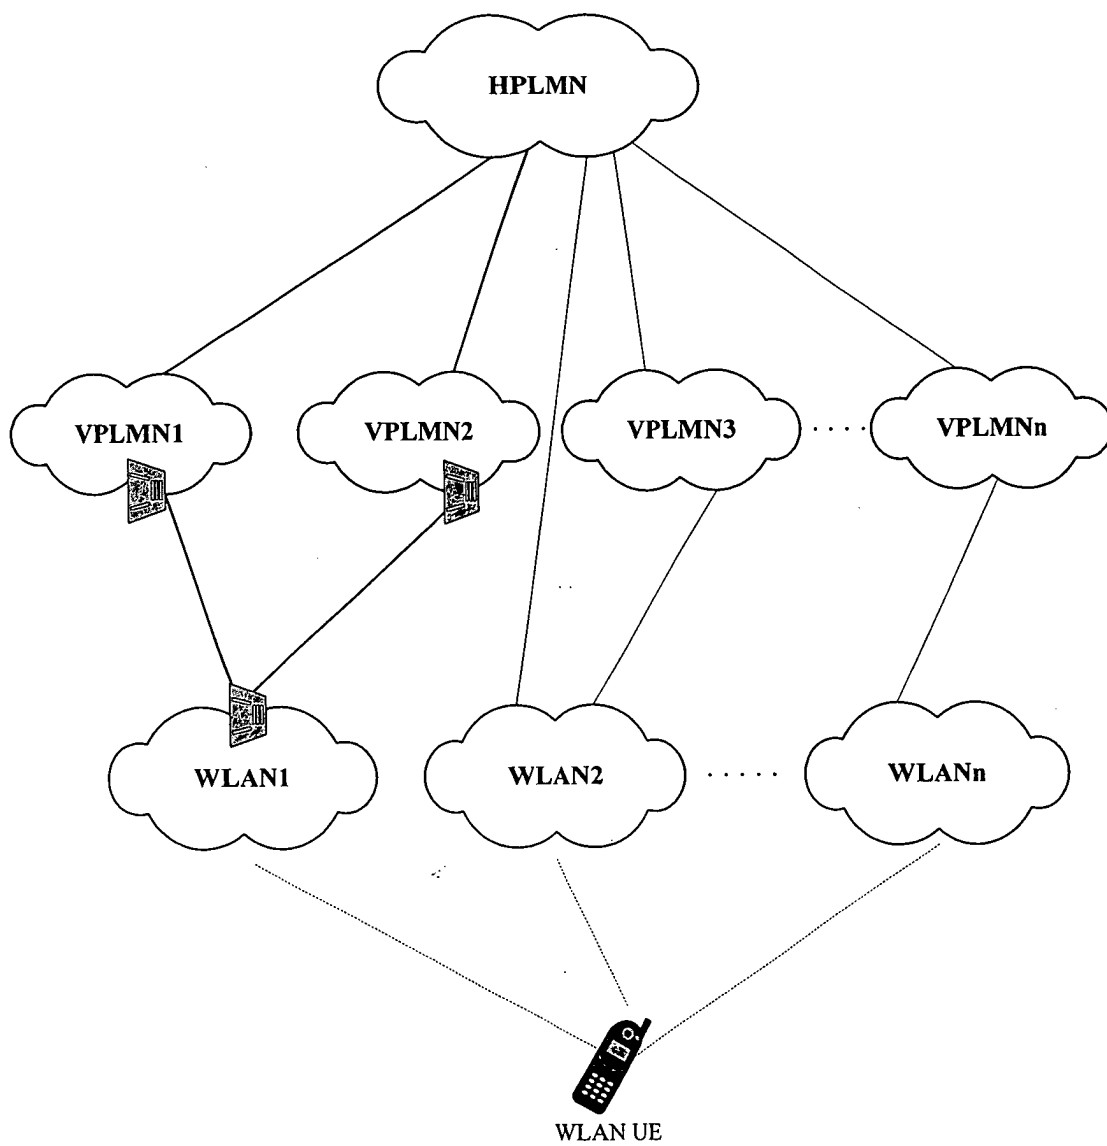 HPLMN
VPLMN1
VPLMN2
VPLMN3
. . . . .
VPLMNn
WLAN1
WLAN2
. . . . .
WLANn
WLAN UE